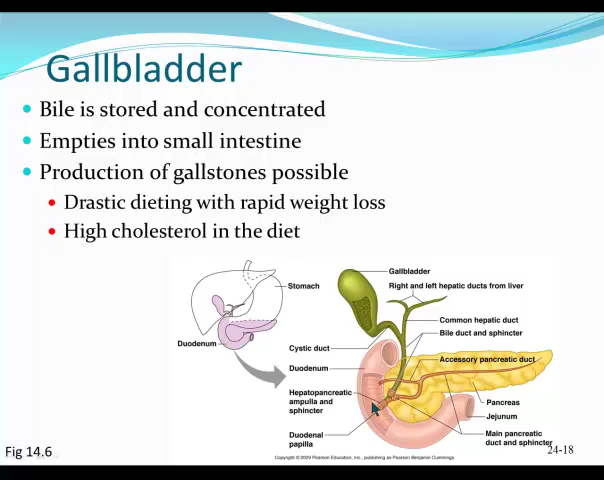 Gallbladder
Bile is stored and concentrated
Empties into small intestine
Production of gallstones possible
Drastic dieting with rapid weight loss
High cholesterol in the diet
Gallbladder
Right and left hepatic ducts from liver
Stomach
Common hepatic duct
Bile duct and sphincter
Duodenum
Cystic duct
Accessory pancreatic duct
Duodenum
Hepatopancreatic
ampulla and
sphincter
Pancreas
Jejunum
Duodenal
papilla
Main pancreatic
duct and sphincter
Fig 14.6
24-18
Copyright © 2009 Pearson Education, Inc., publishing as Pearson Benjamin Cummings.